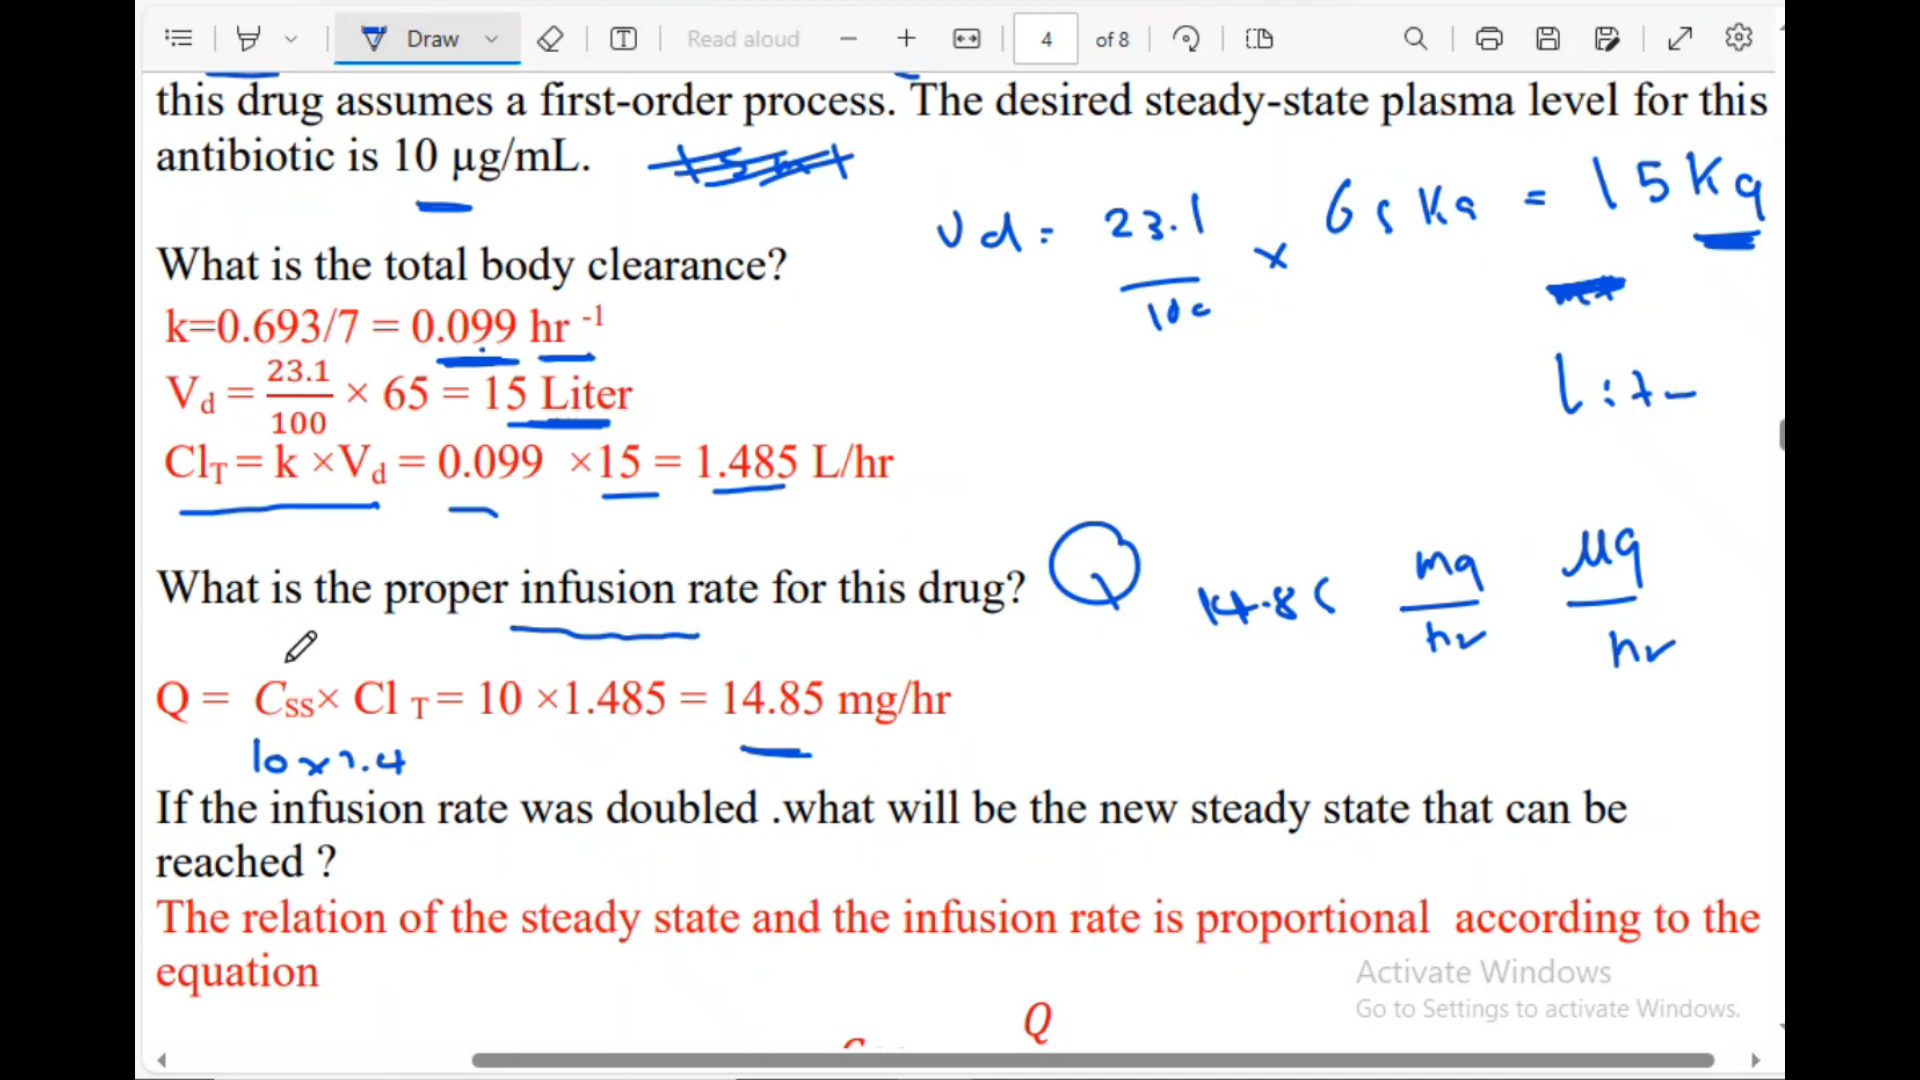 Draw
Read aloud
4 of 8
this drug assumes a first-order process. The desired steady-state plasma level for this
antibiotic is 10 µg/mL.
Vd = 23.1/100 × 65 Kg = 15 Kg
What is the total body clearance?
k=0.693/7 = 0.099 hr -1
Vd = 23.1/100 × 65 = 15 Liter
ClT = k ×Vd = 0.099 ×15 = 1.485 L/hr
What is the proper infusion rate for this drug? Q 14.85 mg/hr µg/hr
Q = Css× Cl T = 10 ×1.485 = 14.85 mg/hr
If the infusion rate was doubled .what will be the new steady state that can be
reached ?
The relation of the steady state and the infusion rate is proportional according to the
equation
Activate Windows
Go to Settings to activate Windows.
Q